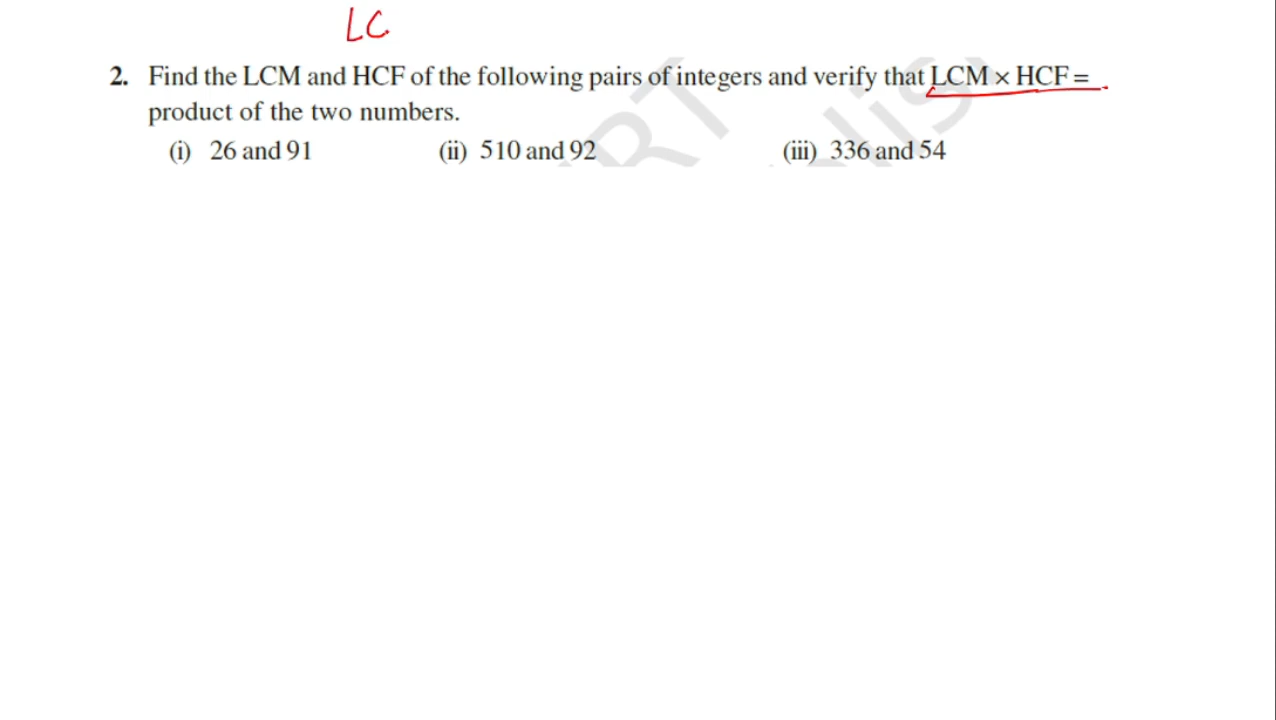 LC
2. Find the LCM and HCF of the following pairs of integers and verify that LCM × HCF =
product of the two numbers.
(i) 26 and 91 (ii) 510 and 92 (iii) 336 and 54